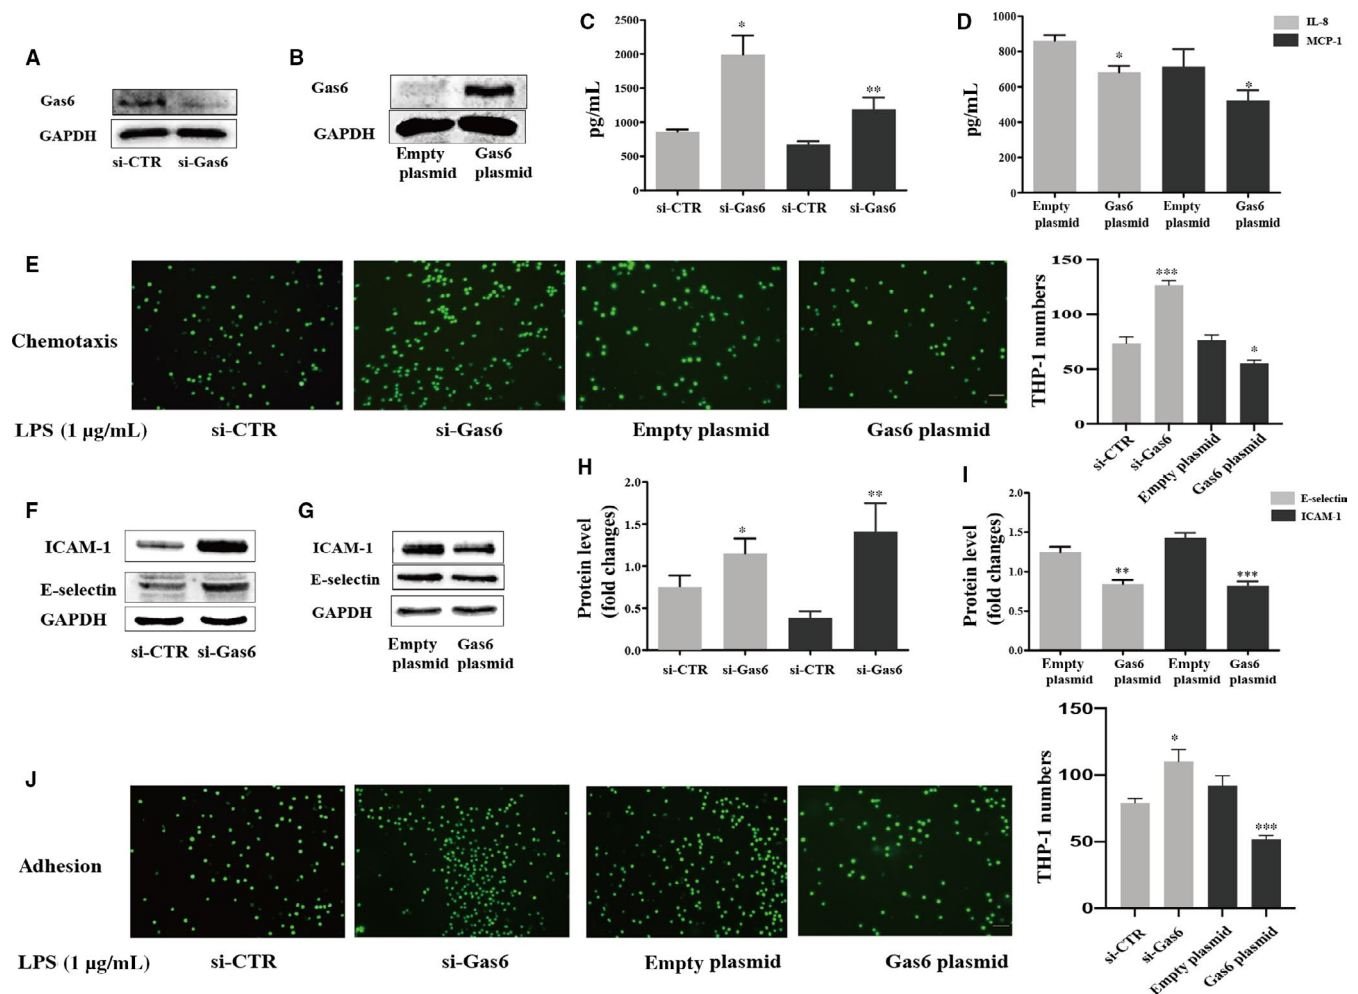 A
Gas6
GAPDH
si-CTR si-Gas6
B
Gas6
GAPDH
Empty plasmid
Gas6 plasmid
C
pg/mL
2500
2000
1500
1000
500
0
*
**
si-CTR si-Gas6 si-CTR si-Gas6
D
pg/mL
1000
800
600
400
200
0
*
*
Empty plasmid
Gas6 plasmid
Empty plasmid
Gas6 plasmid
IL-8
MCP-1
E
Chemotaxis
LPS (1 µg/mL) si-CTR si-Gas6 Empty plasmid Gas6 plasmid
THP-1 numbers
150
100
50
0
***
*
si-CTR
si-Gas6
Empty plasmid
Gas6 plasmid
F
ICAM-1
E-selectin
GAPDH
si-CTR si-Gas6
G
ICAM-1
E-selectin
GAPDH
Empty plasmid
Gas6 plasmid
H
Protein level
(fold changes)
2.0
1.5
1.0
0.5
0.0
*
**
si-CTR si-Gas6 si-CTR si-Gas6
I
Protein level
(fold changes)
2.0
1.5
1.0
0.5
0.0
**
***
Empty plasmid
Gas6 plasmid
Empty plasmid
Gas6 plasmid
E-selectin
ICAM-1
J
Adhesion
LPS (1 µg/mL) si-CTR si-Gas6 Empty plasmid Gas6 plasmid
THP-1 numbers
150
100
50
0
*
***
si-CTR
si-Gas6
Empty plasmid
Gas6 plasmid